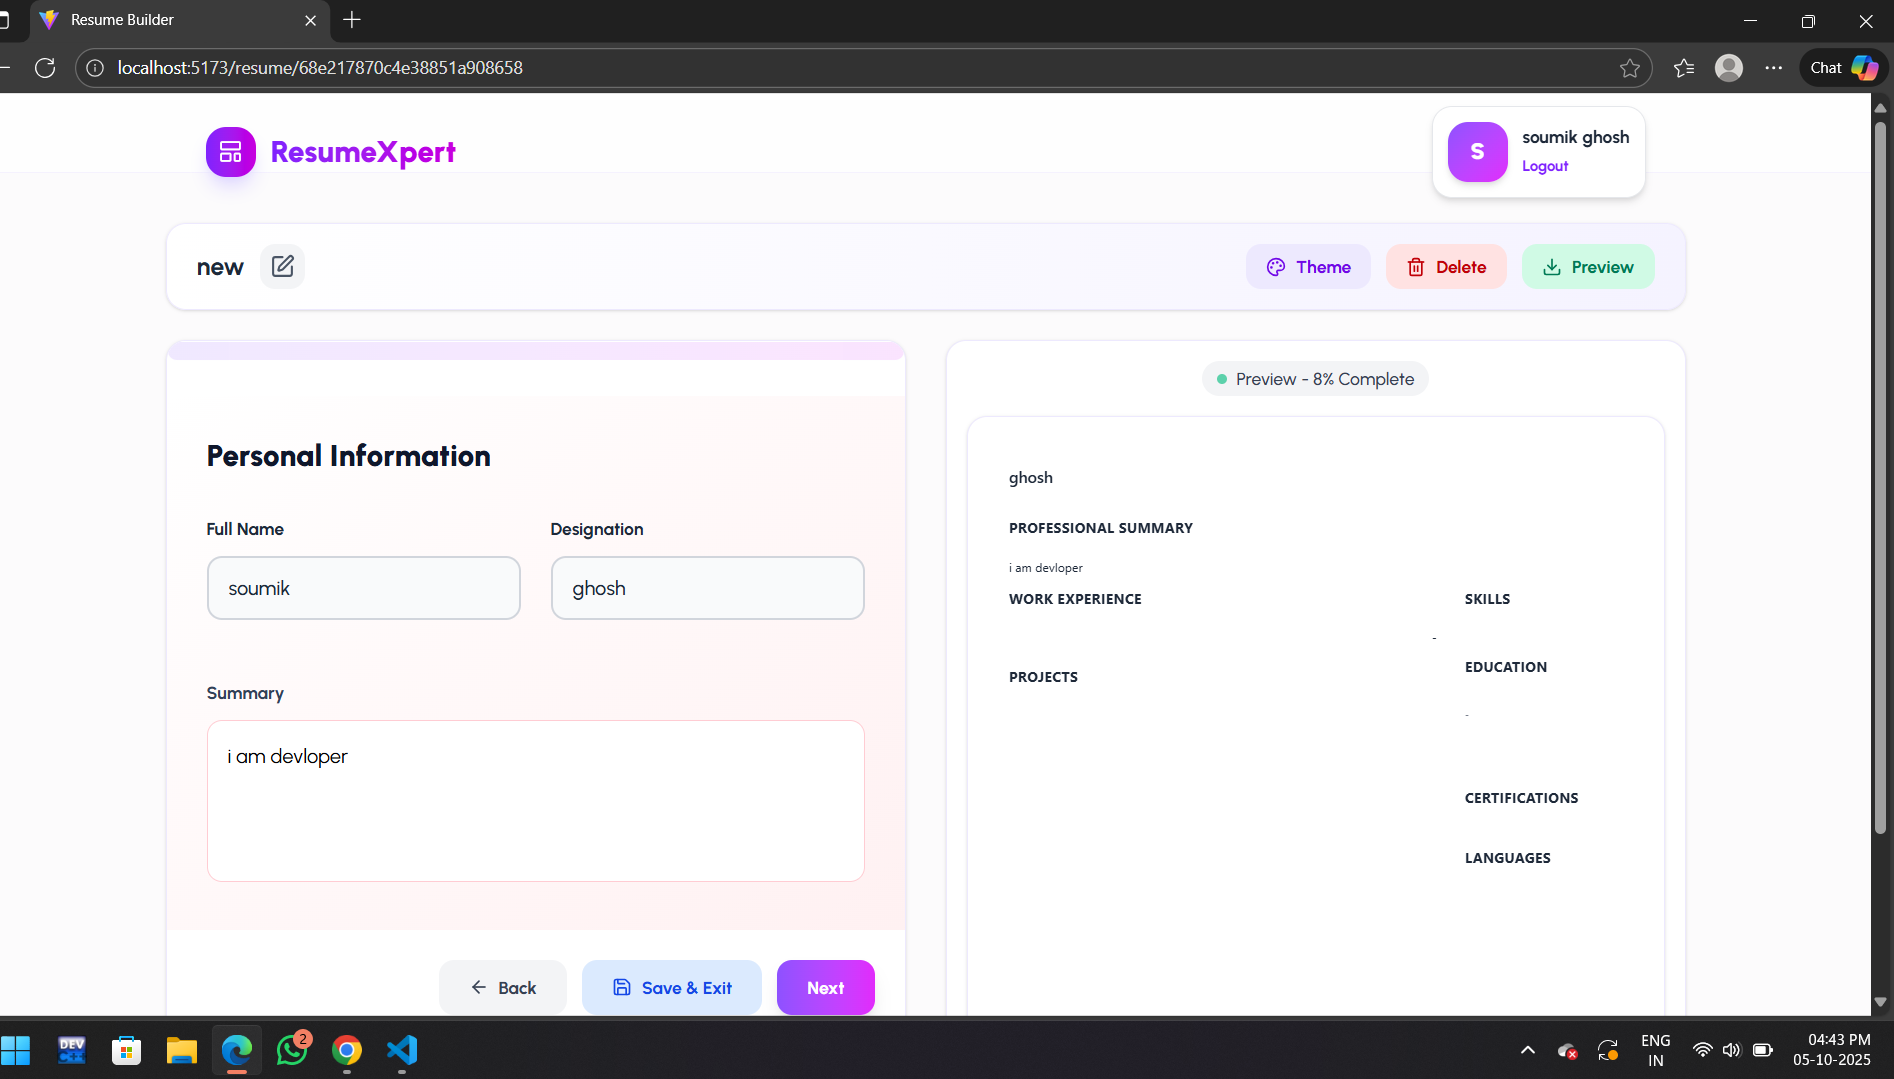 Resume Builder
localhost:5173/resume/68e217870c4e38851a908658
Chat
ResumeXpert
S
soumik ghosh
Logout
new
Theme
Delete
Preview
Personal Information
Full Name
Designation
soumik
ghosh
Summary
i am devloper
Back
Save & Exit
Next
Preview - 8% Complete
ghosh
PROFESSIONAL SUMMARY
i am devloper
WORK EXPERIENCE
-
PROJECTS
SKILLS
EDUCATION
-
CERTIFICATIONS
LANGUAGES
DEV
C++
2
ENG
IN
04:43 PM
05-10-2025